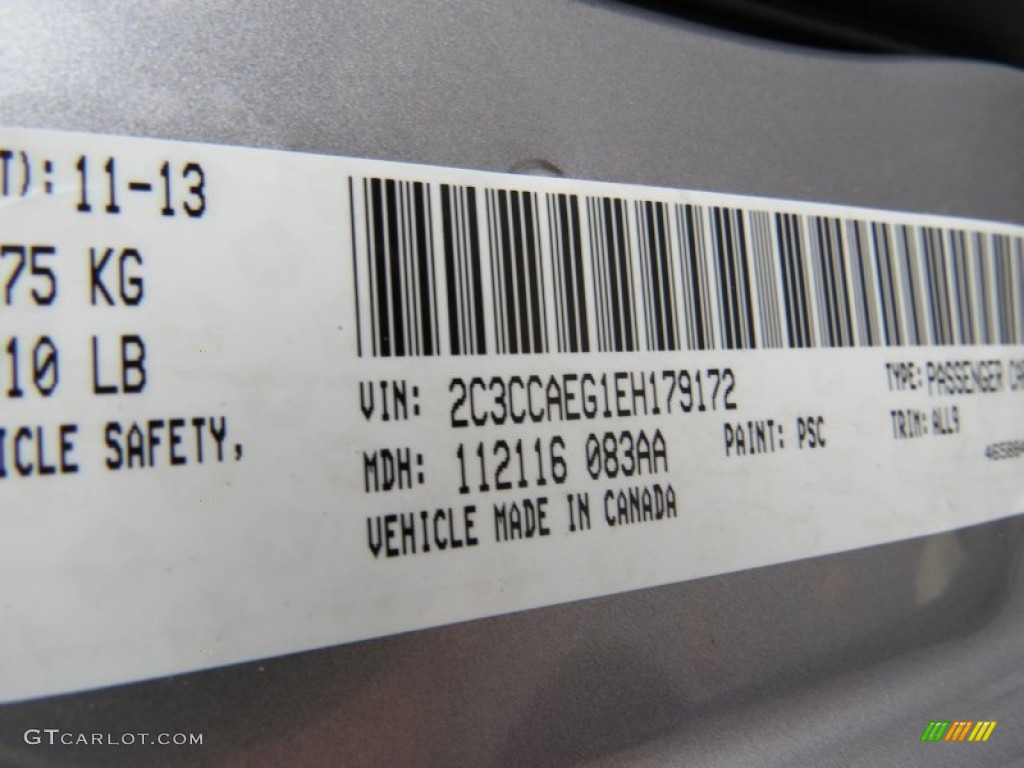 T): 11-13
75 KG
10 LB
ICLE SAFETY,
VIN: 2C3CCAEG1EH179172
TYPE: PASSENGER CAR
MDH: 112116 083AA
PAINT: PSC
TRIM: ALL9
VEHICLE MADE IN CANADA
GTCARLOT.COM